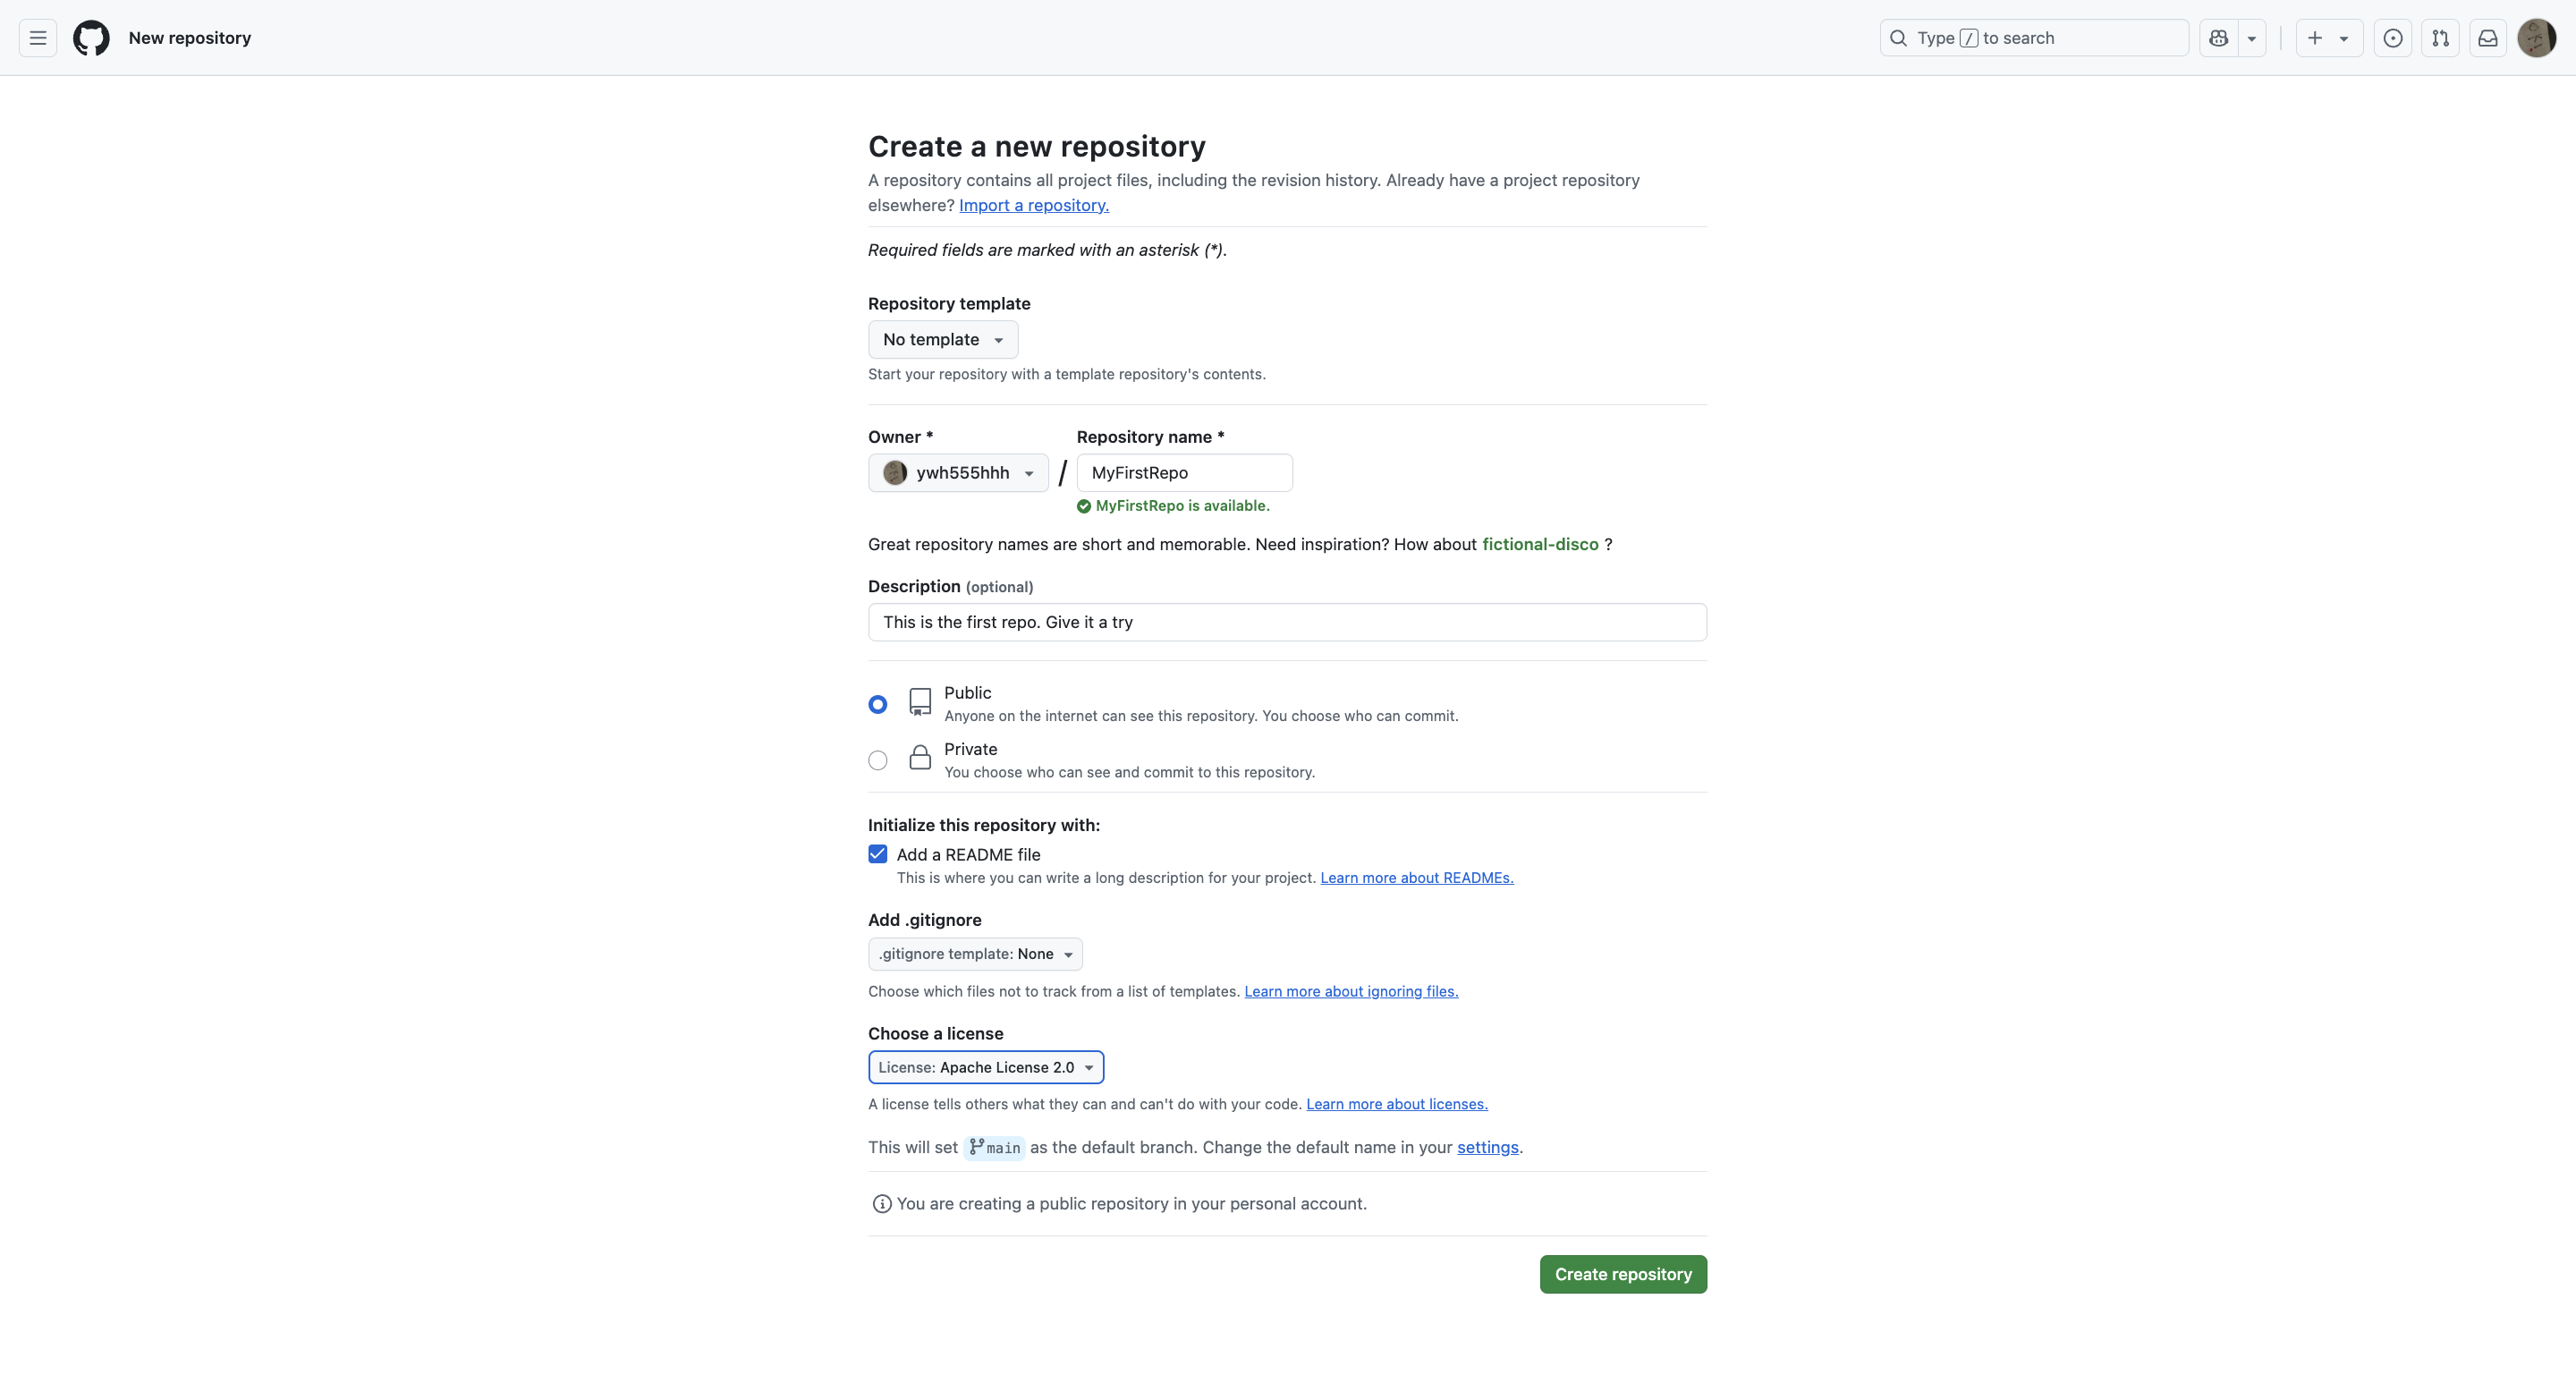 New repository
Type / to search
Create a new repository
A repository contains all project files, including the revision history. Already have a project repository
elsewhere? Import a repository.
Required fields are marked with an asterisk (*).
Repository template
No template
Start your repository with a template repository's contents.
Owner *
Repository name *
ywh555hhh / MyFirstRepo
MyFirstRepo is available.
Great repository names are short and memorable. Need inspiration? How about fictional-disco ?
Description (optional)
This is the first repo. Give it a try
Public
Anyone on the internet can see this repository. You choose who can commit.
Private
You choose who can see and commit to this repository.
Initialize this repository with:
Add a README file
This is where you can write a long description for your project. Learn more about READMEs.
Add .gitignore
.gitignore template: None
Choose which files not to track from a list of templates. Learn more about ignoring files.
Choose a license
License: Apache License 2.0
A license tells others what they can and can't do with your code. Learn more about licenses.
This will set main as the default branch. Change the default name in your settings.
You are creating a public repository in your personal account.
Create repository